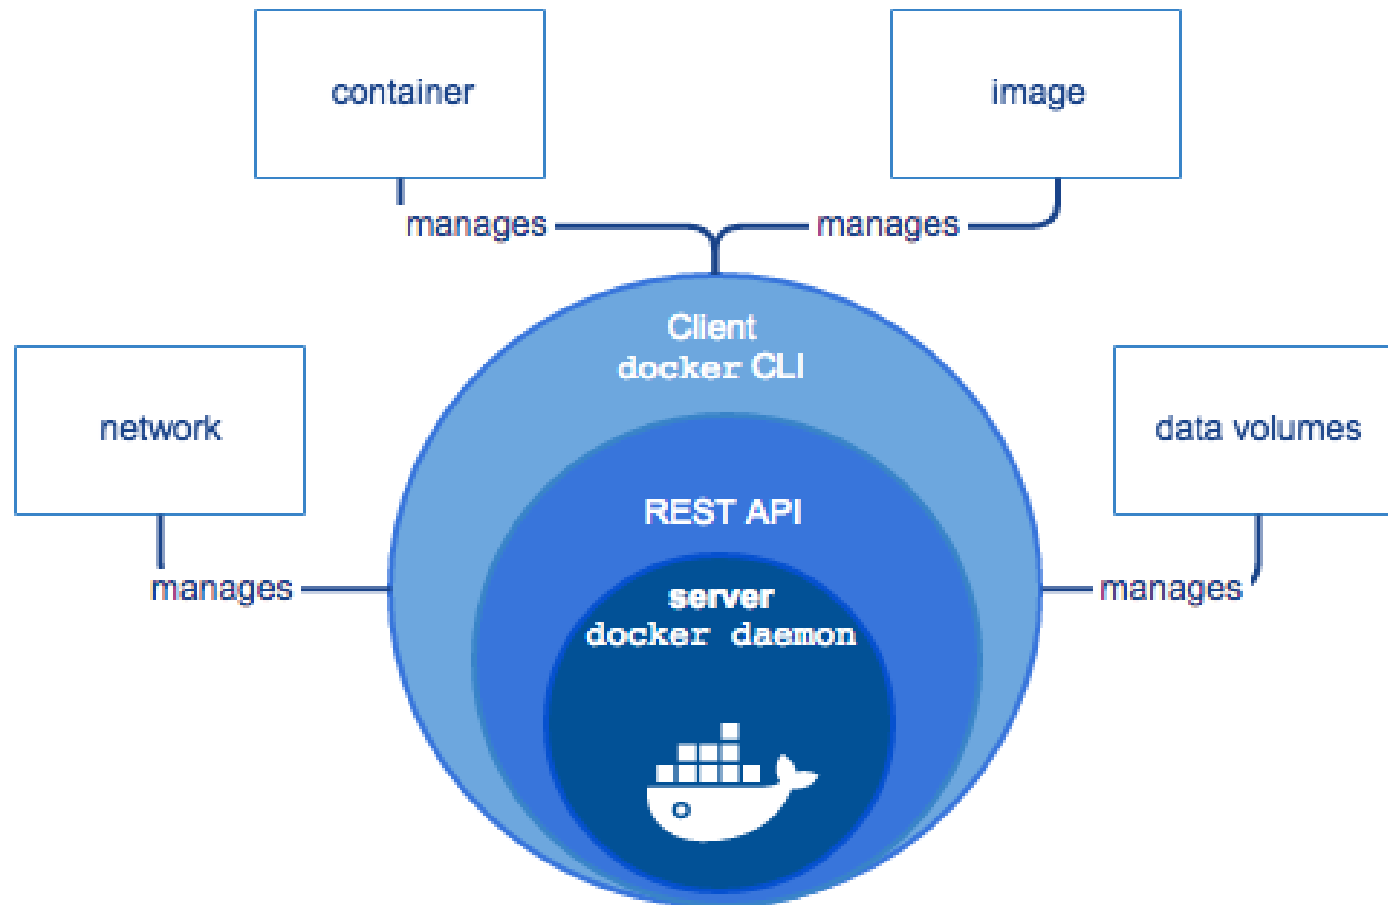 container
image
manages
manages
Client
docker CLI
network
data volumes
REST API
manages
server
docker daemon
manages